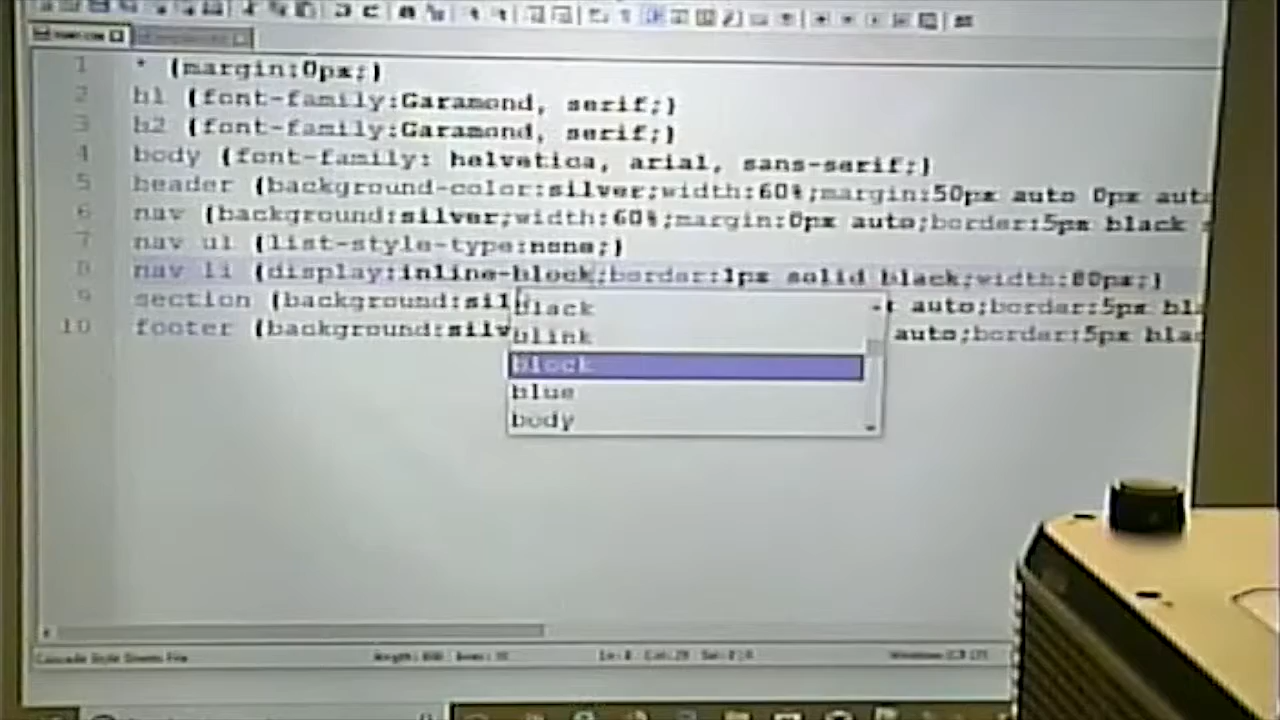 1 * {margin:0px;}
2 h1 {font-family:Garamond, serif;}
3 h2 {font-family:Garamond, serif;}
4 body {font-family: helvetica, arial, sans-serif;}
5 header {background-color:silver;width:60%;margin:50px auto 0px auto
6 nav {background:silver;width:60%;margin:0px auto;border:5px black
7 nav ul {list-style-type:none;}
8 nav li {display:inline-block;border:1px solid black;width:80px;}
9 section {background:sil auto;border:5px bl
10 footer {background:silv auto;border:5px blac
black
blink
block
blue
body
Cascade Style Sheets File